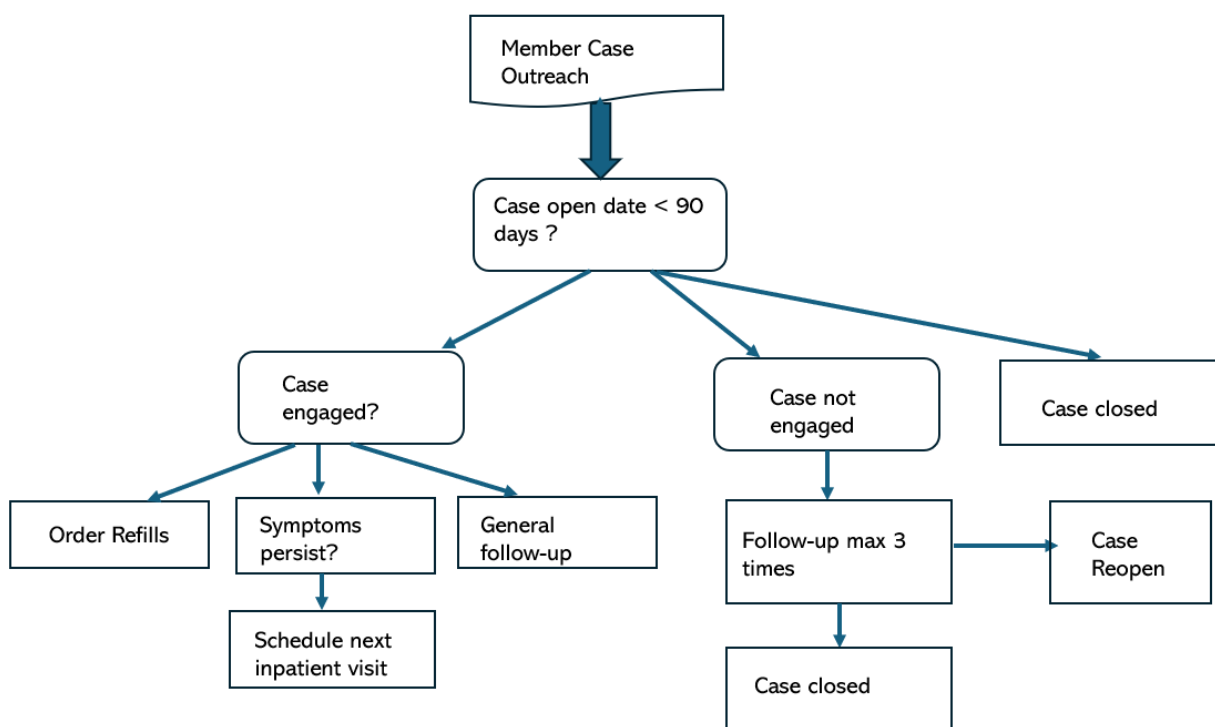 Member Case
Outreach
Case open date < 90
days ?
Case
engaged?
Case not
engaged
Case closed
Order Refills
Symptoms
persist?
General
follow-up
Follow-up max 3
times
Case
Reopen
Schedule next
inpatient visit
Case closed